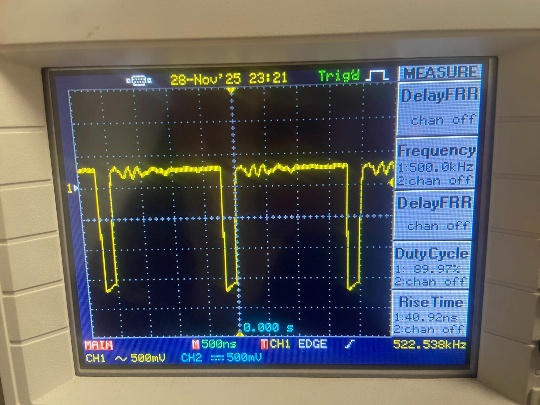 28-Nov'25 23:21 Trig'd MEASURE
DelayFRR
chan off
Frequency
1:500.0kHz
2:chan off
1
DelayFRR
chan off
DutyCycle
1: 89.97%
2:chan off
0.000 s
RiseTime
1:40.92ns
2:chan off
MAIN M 500ns T CH1 EDGE 522.538kHz
CH1 500mV CH2 500mV